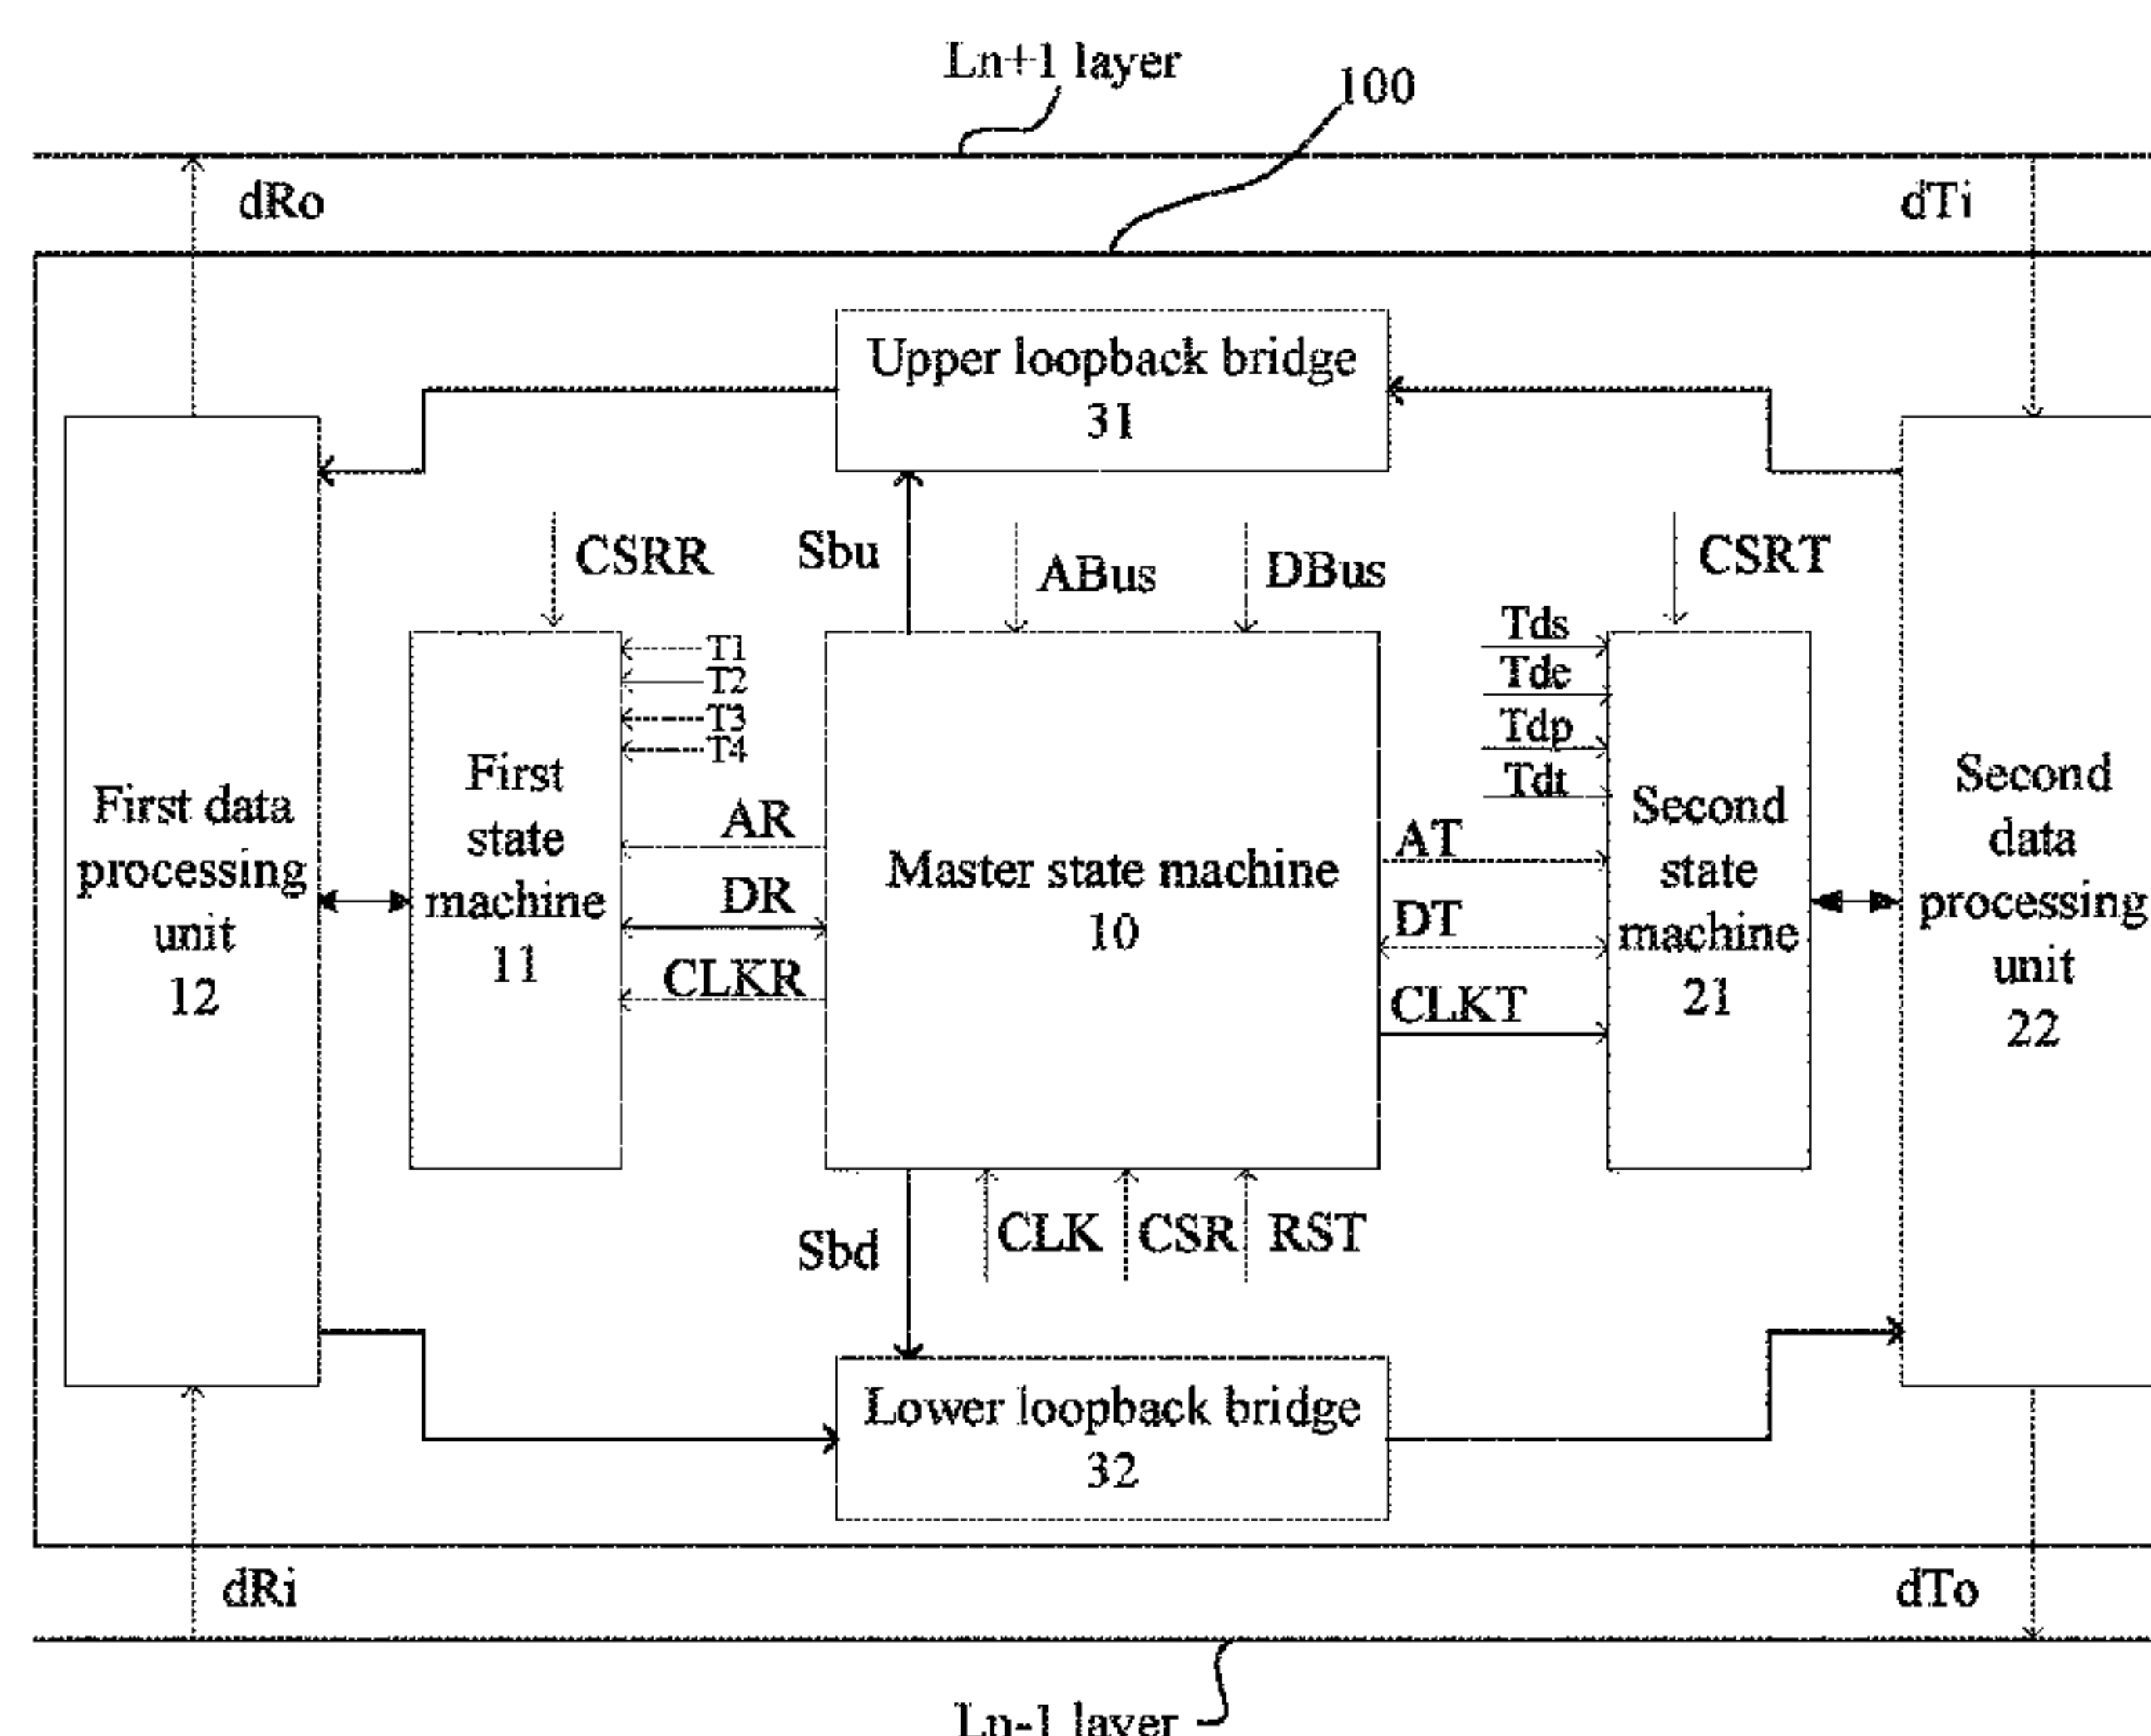 Ln+1 layer
100
dRo
dTi
Upper loopback bridge
31
CSRR
Sbu
ABus
DBus
CSRT
T1
T2
T3
T4
Tds
Tde
Tdp
Tdt
First data
processing
unit
12
First
state
machine
11
AR
DR
CLKR
Master state machine
10
AT
DT
CLKT
Second
state
machine
21
Second
data
processing
unit
22
Sbd
CLK
CSR
RST
Lower loopback bridge
32
dRi
dTo
Ln-1 layer